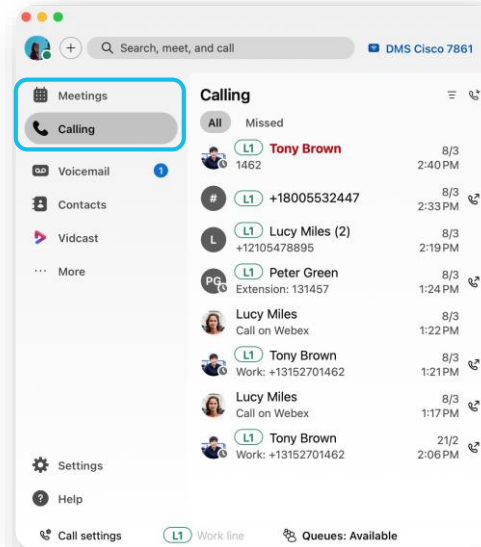 Search, meet, and call
DMS Cisco 7861
Meetings
Calling
Voicemail 1
Contacts
Vidcast
More
Settings
Help
Calling
All Missed
L1 Tony Brown 8/3
1462 2:40 PM
# L1 +18005532447 8/3
2:33 PM
L L1 Lucy Miles (2) 8/3
+12105478895 2:19 PM
PG L1 Peter Green 8/3
Extension: 131457 1:24 PM
Lucy Miles 8/3
Call on Webex 1:22 PM
L1 Tony Brown 8/3
Work: +13152701462 1:21 PM
Lucy Miles 8/3
Call on Webex 1:17 PM
L1 Tony Brown 21/2
Work: +13152701462 2:06 PM
Call settings L1 Work line Queues: Available